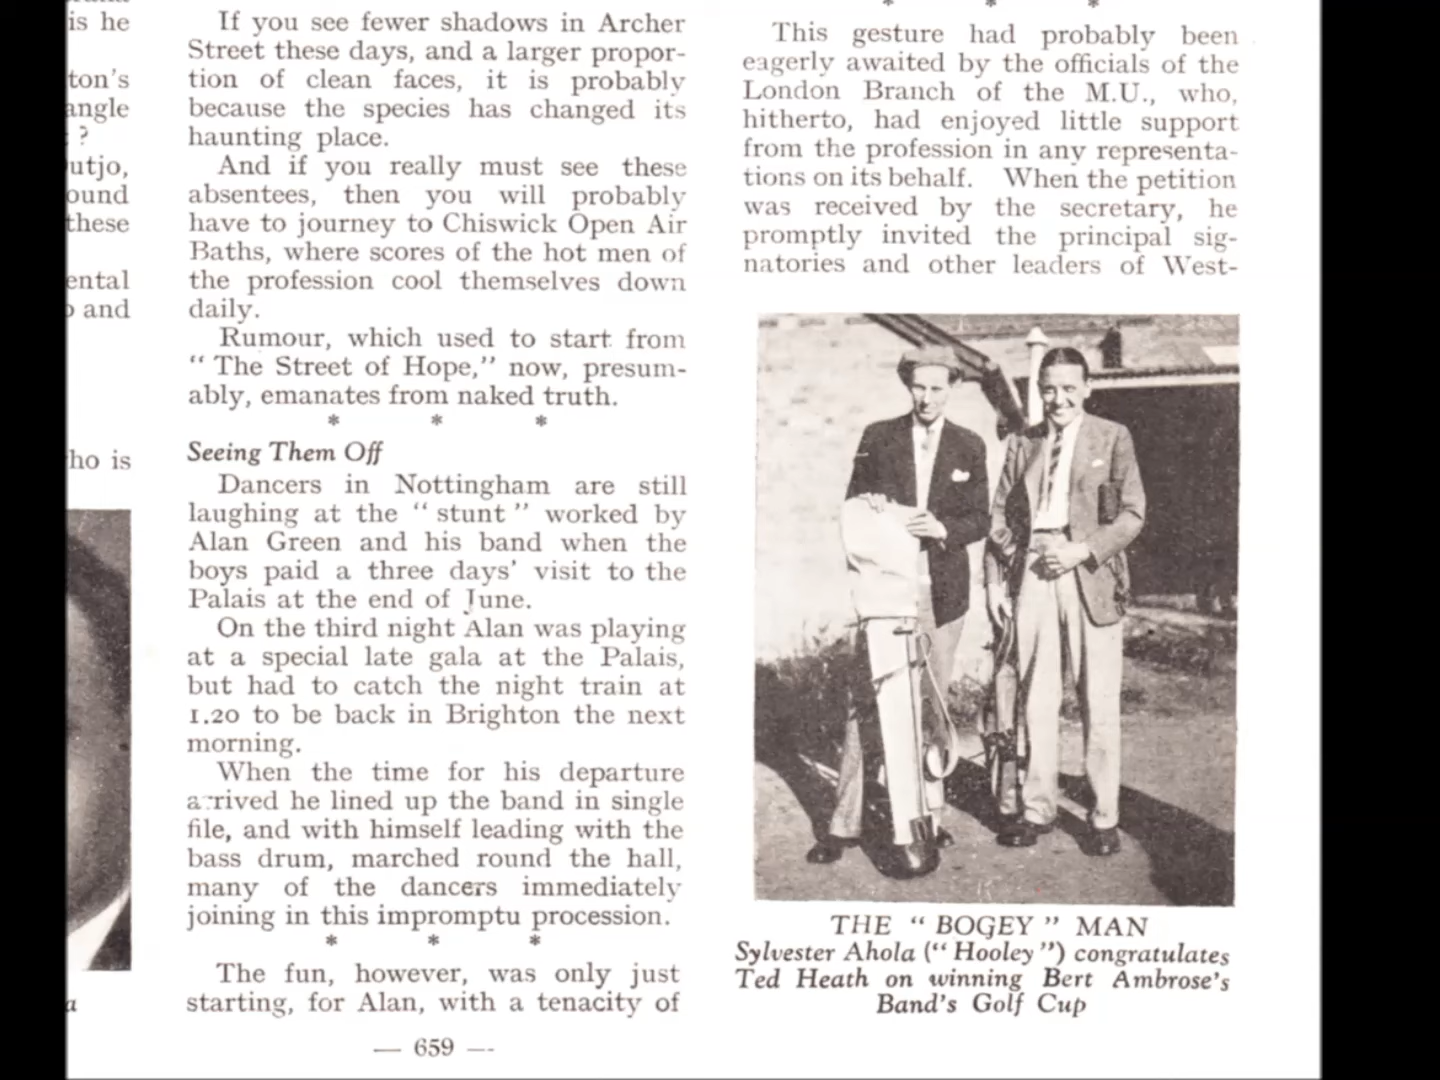 is he
ton's
angle
?
utjo,
ound
these
ental
and
ho is
a
If you see fewer shadows in Archer
Street these days, and a larger propor-
tion of clean faces, it is probably
because the species has changed its
haunting place.
And if you really must see these
absentees, then you will probably
have to journey to Chiswick Open Air
Baths, where scores of the hot men of
the profession cool themselves down
daily.
Rumour, which used to start from
“ The Street of Hope,” now, presum-
ably, emanates from naked truth.
* * *
Seeing Them Off
Dancers in Nottingham are still
laughing at the “ stunt ” worked by
Alan Green and his band when the
boys paid a three days’ visit to the
Palais at the end of June.
On the third night Alan was playing
at a special late gala at the Palais,
but had to catch the night train at
1.20 to be back in Brighton the next
morning.
When the time for his departure
arrived he lined up the band in single
file, and with himself leading with the
bass drum, marched round the hall,
many of the dancers immediately
joining in this impromptu procession.
* * *
The fun, however, was only just
starting, for Alan, with a tenacity of
— 659 —
* * *
This gesture had probably been
eagerly awaited by the officials of the
London Branch of the M.U., who,
hitherto, had enjoyed little support
from the profession in any representa-
tions on its behalf. When the petition
was received by the secretary, he
promptly invited the principal sig-
natories and other leaders of West-
THE “ BOGEY ” MAN
Sylvester Ahola (“ Hooley ”) congratulates
Ted Heath on winning Bert Ambrose’s
Band’s Golf Cup